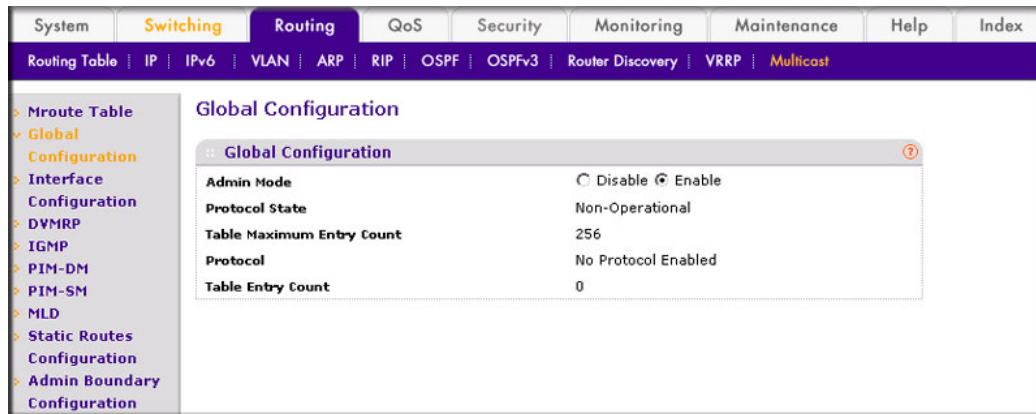 System Switching Routing QoS Security Monitoring Maintenance Help Index
Routing Table IP IPv6 VLAN ARP RIP OSPF OSPFv3 Router Discovery VRRP Multicast
Mroute Table
Global
Configuration
Interface
Configuration
DVMRP
IGMP
PIM-DM
PIM-SM
MLD
Static Routes
Configuration
Admin Boundary
Configuration
Global Configuration
Global Configuration ?
Admin Mode Disable Enable
Protocol State Non-Operational
Table Maximum Entry Count 256
Protocol No Protocol Enabled
Table Entry Count 0